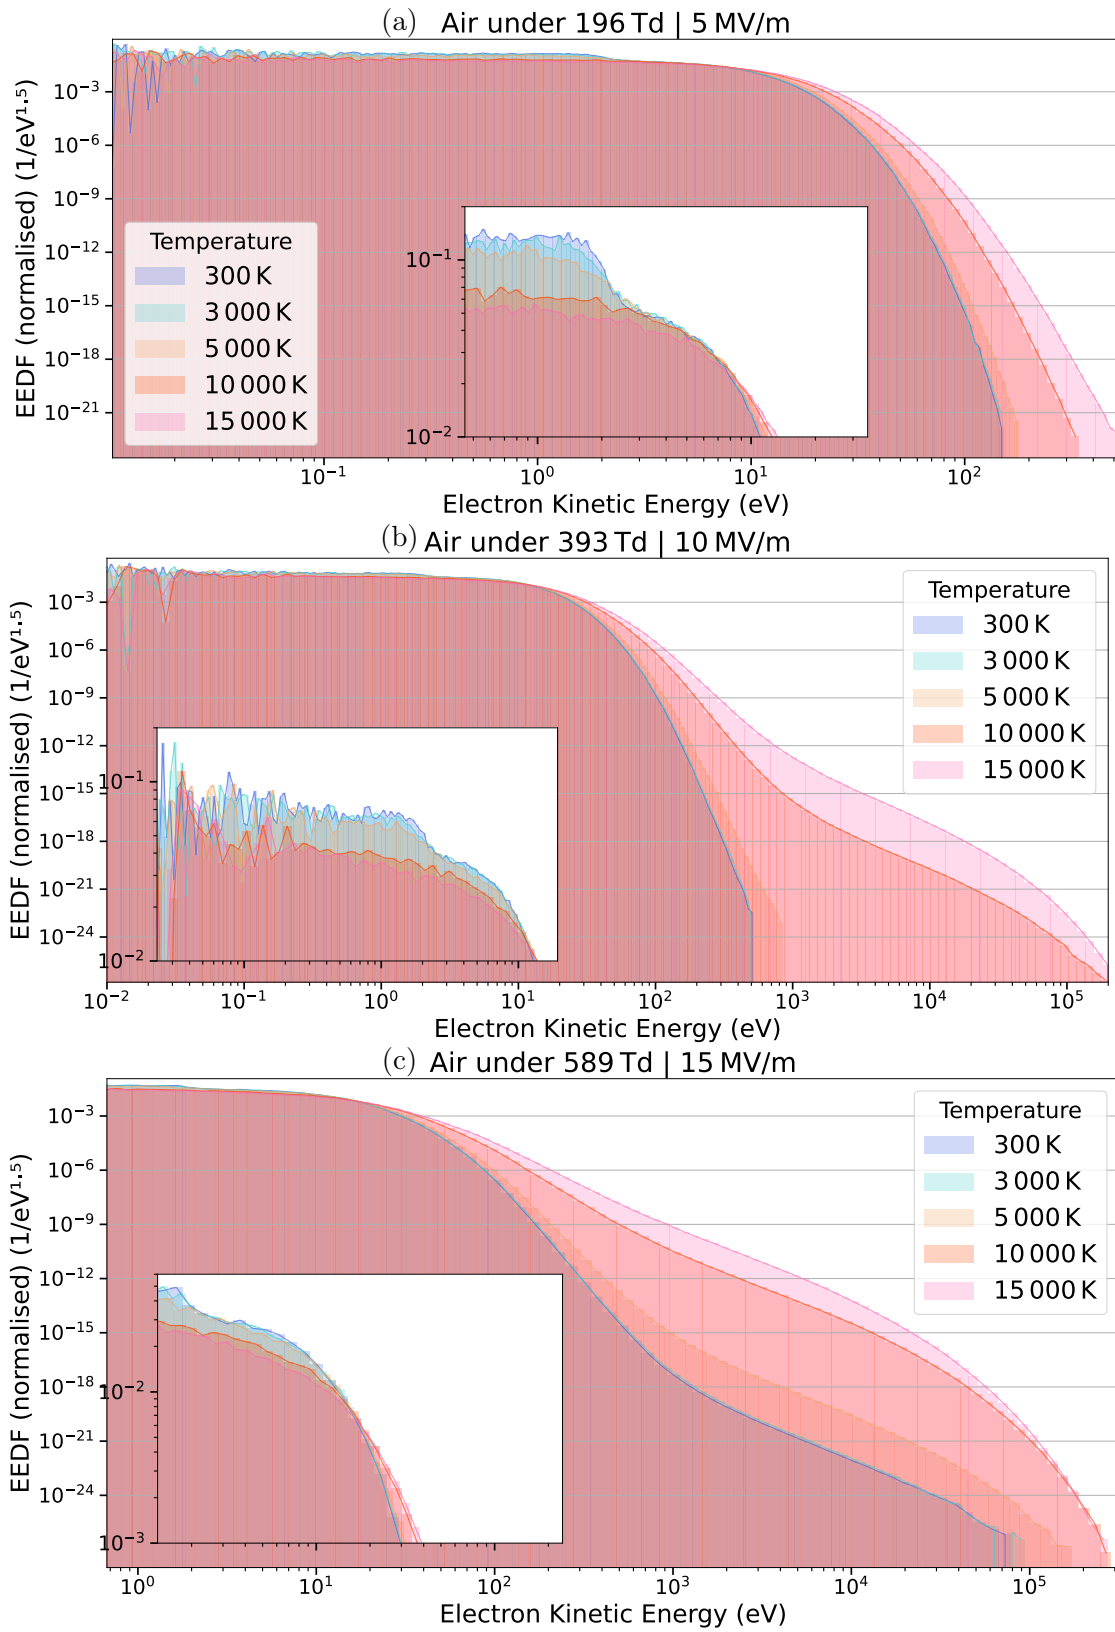 (a) Air under 196 Td | 5 MV/m
EEDF (normalised) (1/eV¹·⁵)
10⁻³
10⁻⁶
10⁻⁹
10⁻¹²
10⁻¹⁵
10⁻¹⁸
10⁻²¹
Temperature
300 K
3 000 K
5 000 K
10 000 K
15 000 K
10⁻¹
10⁻²
10⁻¹ 10⁰ 10¹ 10²
Electron Kinetic Energy (eV)
(b) Air under 393 Td | 10 MV/m
EEDF (normalised) (1/eV¹·⁵)
10⁻³
10⁻⁶
10⁻⁹
10⁻¹²
10⁻¹⁵
10⁻¹⁸
10⁻²¹
10⁻²⁴
Temperature
300 K
3 000 K
5 000 K
10 000 K
15 000 K
10⁻¹
10⁻²
10⁻² 10⁻¹ 10⁰ 10¹ 10² 10³ 10⁴ 10⁵
Electron Kinetic Energy (eV)
(c) Air under 589 Td | 15 MV/m
EEDF (normalised) (1/eV¹·⁵)
10⁻³
10⁻⁶
10⁻⁹
10⁻¹²
10⁻¹⁵
10⁻¹⁸
10⁻²¹
10⁻²⁴
Temperature
300 K
3 000 K
5 000 K
10 000 K
15 000 K
10⁻²
10⁻³
10⁰ 10¹ 10² 10³ 10⁴ 10⁵
Electron Kinetic Energy (eV)